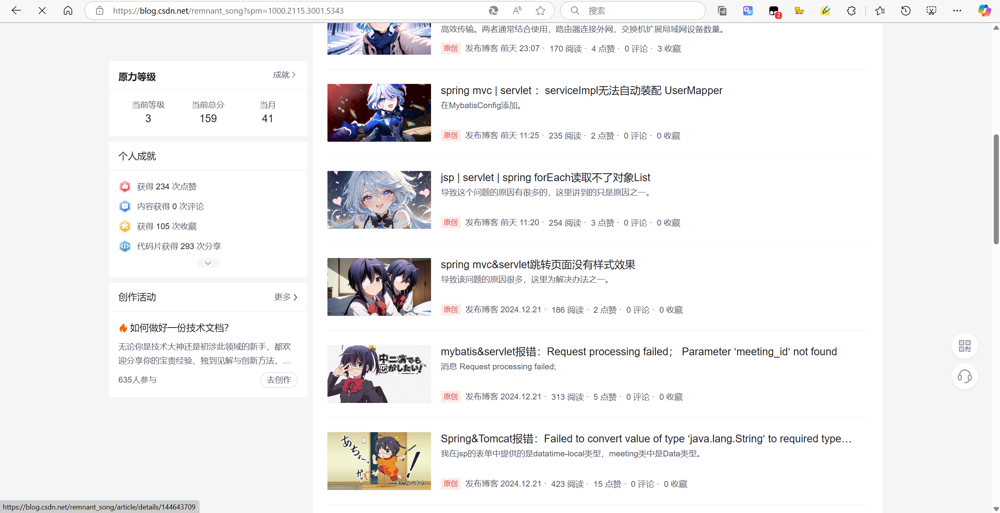 https://blog.csdn.net/remnant_song?spm=1000.2115.3001.5343
搜索
2
原力等级
成就
当前等级 当前总分 当月
3 159 41
个人成就
获得 234 次点赞
内容获得 0 次评论
获得 105 次收藏
代码片获得 293 次分享
创作活动
更多
如何做好一份技术文档？
无论你是技术大神还是初涉此领域的新手，都欢
迎分享你的宝贵经验、独到见解与创新方法，…
635人参与
去创作
高效传输。两者通常结合使用，路由器连接外网，交换机扩展局域网设备数量。
原创 发布博客 前天 23:07 · 170 阅读 · 4 点赞 · 0 评论 · 3 收藏
spring mvc | servlet ： serviceImpl无法自动装配 UserMapper
在MybatisConfig添加。
原创 发布博客 前天 11:25 · 235 阅读 · 2 点赞 · 0 评论 · 0 收藏
jsp | servlet | spring forEach读取不了对象List
导致这个问题的原因有很多的，这里讲到的只是原因之一。
原创 发布博客 前天 11:20 · 254 阅读 · 3 点赞 · 0 评论 · 0 收藏
spring mvc&servlet跳转页面没有样式效果
导致该问题的原因很多，这里为解决办法之一。
原创 发布博客 2024.12.21 · 186 阅读 · 2 点赞 · 0 评论 · 0 收藏
中二病でも
恋がしたい!
mybatis&servlet报错：Request processing failed； Parameter ‘meeting_id‘ not found
消息 Request processing failed;
原创 发布博客 2024.12.21 · 313 阅读 · 5 点赞 · 0 评论 · 0 收藏
あちょーっ
ガッ
!
またみてね!
Spring&Tomcat报错：Failed to convert value of type ‘java.lang.String‘ to required type…
我在jsp的表单中提供的是datatime-local类型，meeting类中是Data类型。
原创 发布博客 2024.12.21 · 423 阅读 · 15 点赞 · 0 评论 · 0 收藏
https://blog.csdn.net/remnant_song/article/details/144643709